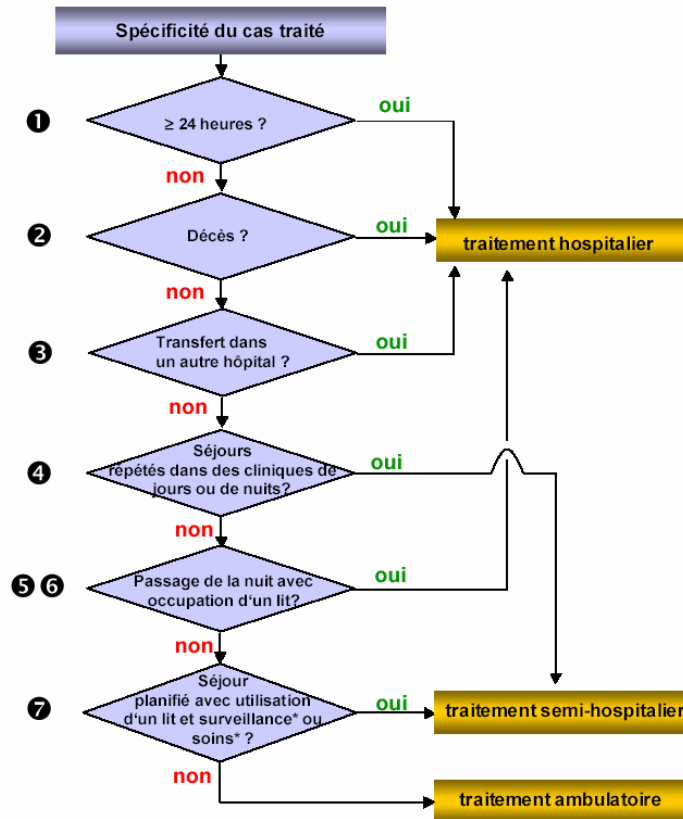 Spécificité du cas traité
❶
≥ 24 heures ?
oui
non
❷
Décès ?
oui
traitement hospitalier
non
❸
Transfert dans
un autre hôpital ?
oui
non
❹
Séjours
répétés dans des cliniques de
jours ou de nuits?
oui
non
❺ ❻
Passage de la nuit avec
occupation d'un lit?
oui
non
❼
Séjour
planifié avec utilisation
d'un lit et surveillance* ou
soins* ?
oui
traitement semi-hospitalier
non
traitement ambulatoire